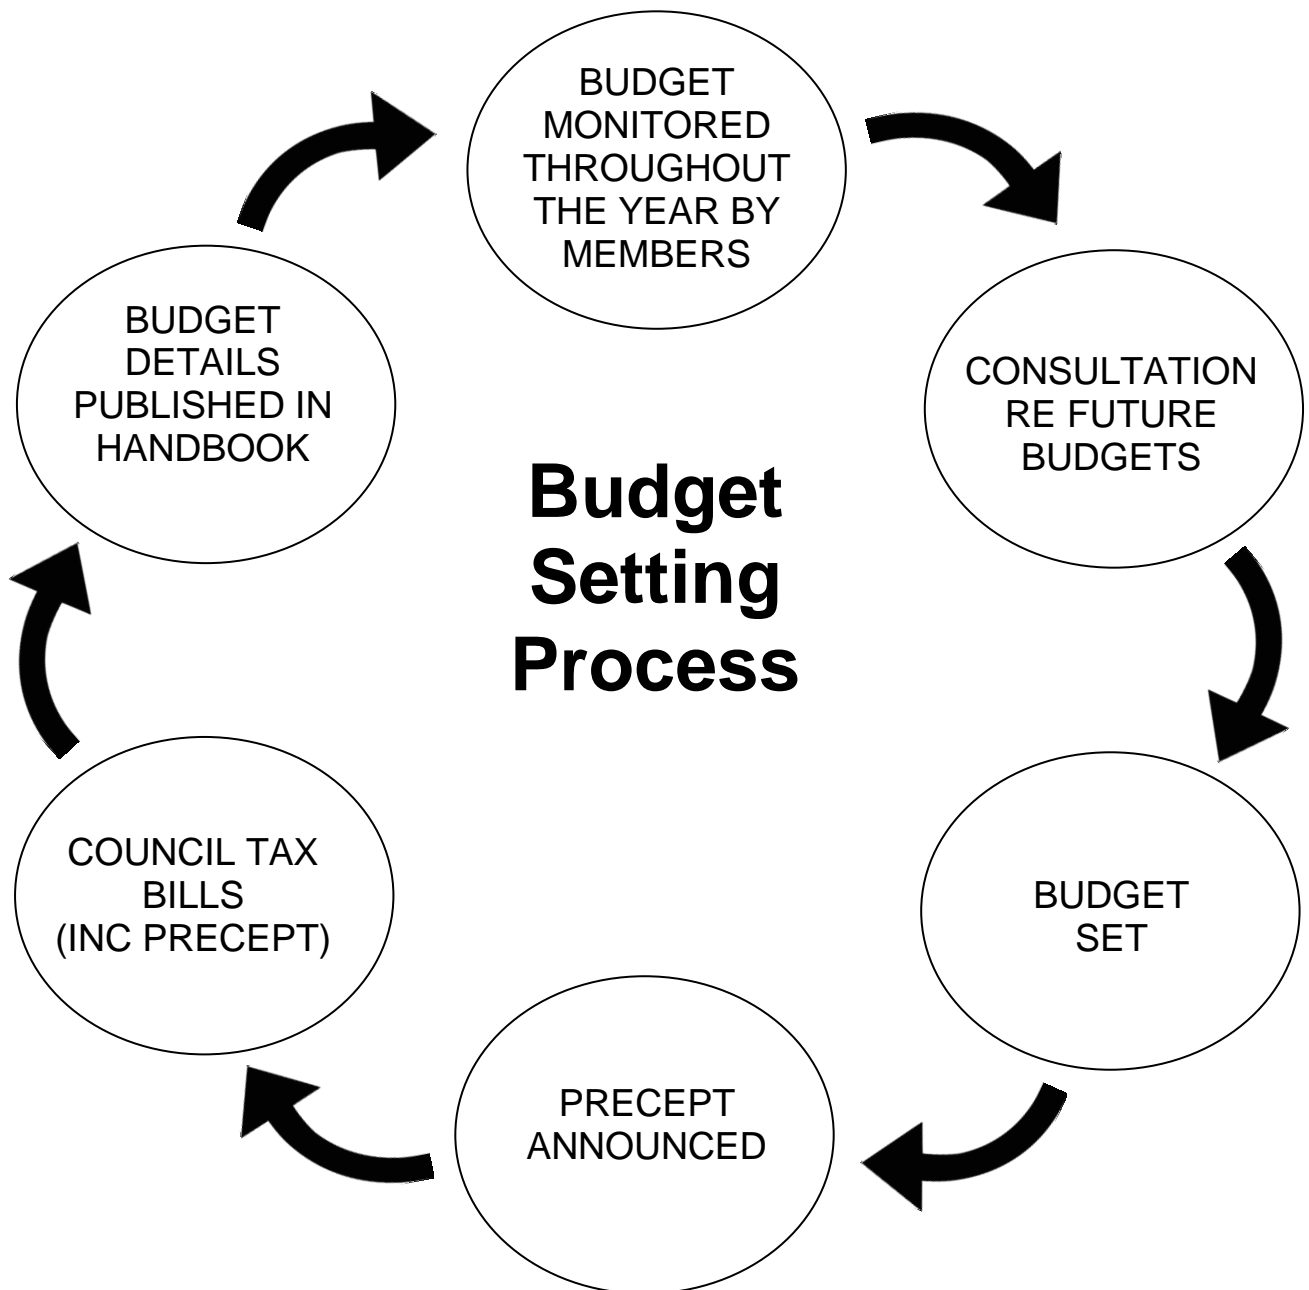 BUDGET
MONITORED
THROUGHOUT
THE YEAR BY
MEMBERS
CONSULTATION
RE FUTURE
BUDGETS
BUDGET
SET
PRECEPT
ANNOUNCED
COUNCIL TAX
BILLS
(INC PRECEPT)
BUDGET
DETAILS
PUBLISHED IN
HANDBOOK
Budget
Setting
Process